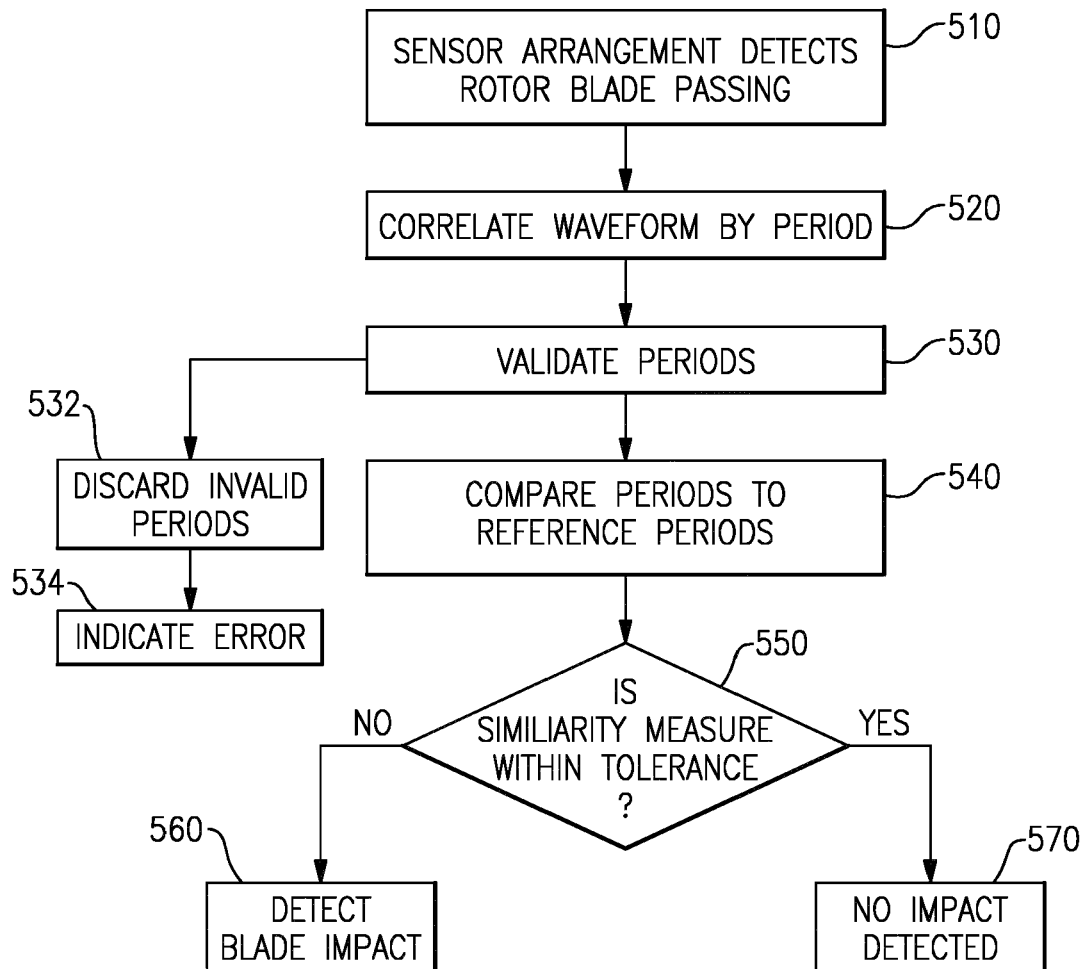 510
SENSOR ARRANGEMENT DETECTS
ROTOR BLADE PASSING
520
CORRELATE WAVEFORM BY PERIOD
530
VALIDATE PERIODS
532
DISCARD INVALID
PERIODS
540
COMPARE PERIODS TO
REFERENCE PERIODS
534
INDICATE ERROR
550
IS
SIMILIARITY MEASURE
WITHIN TOLERANCE
?
NO
YES
560
DETECT
BLADE IMPACT
570
NO IMPACT
DETECTED